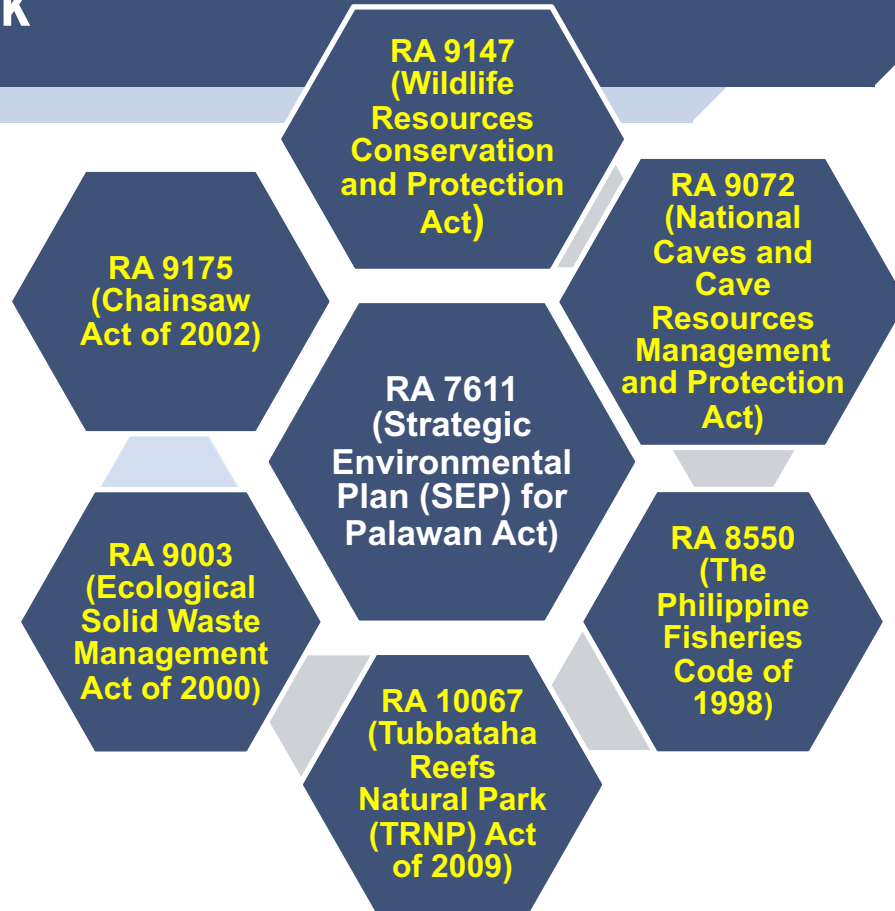 K
RA 9147
(Wildlife
Resources
Conservation
and Protection
Act)
RA 9072
(National
Caves and
Cave
Resources
Management
and Protection
Act)
RA 9175
(Chainsaw
Act of 2002)
RA 7611
(Strategic
Environmental
Plan (SEP) for
Palawan Act)
RA 8550
(The
Philippine
Fisheries
Code of
1998)
RA 9003
(Ecological
Solid Waste
Management
Act of 2000)
RA 10067
(Tubbataha
Reefs
Natural Park
(TRNP) Act
of 2009)